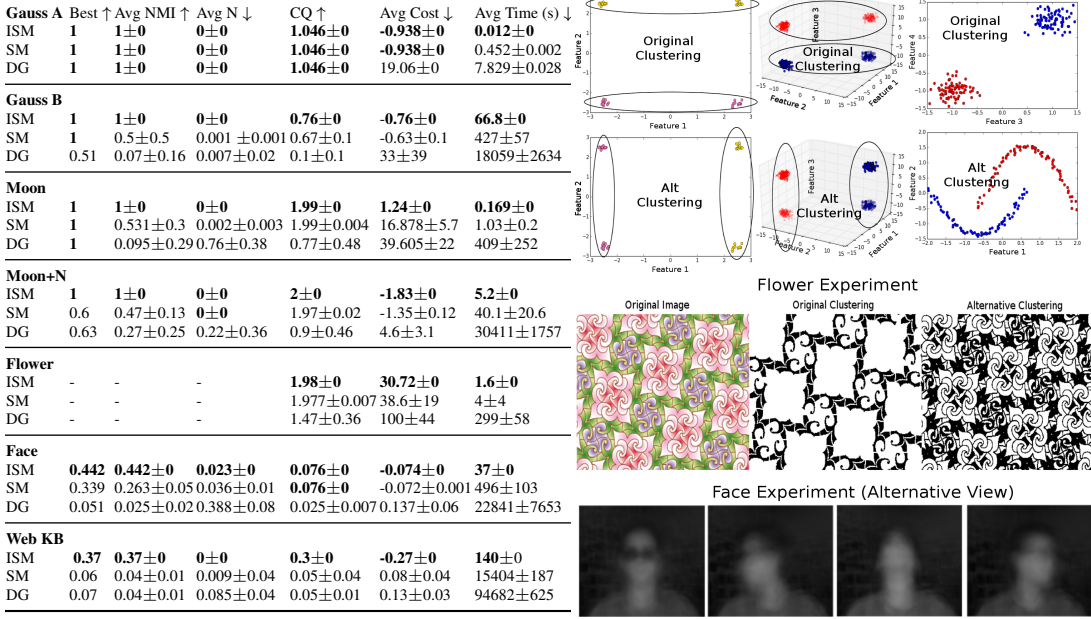 Gauss A Best ↑ Avg NMI ↑ Avg N ↓ CQ ↑ Avg Cost ↓ Avg Time (s) ↓
ISM 1 1±0 0±0 1.046±0 -0.938±0 0.012±0
SM 1 1±0 0±0 1.046±0 -0.938±0 0.452±0.002
DG 1 1±0 0±0 1.046±0 19.06±0 7.829±0.028
Gauss B
ISM 1 1±0 0±0 0.76±0 -0.76±0 66.8±0
SM 1 0.5±0.5 0.001 ±0.001 0.67±0.1 -0.63±0.1 427±57
DG 0.51 0.07±0.16 0.007±0.02 0.1±0.1 33±39 18059±2634
Moon
ISM 1 1±0 0±0 1.99±0 1.24±0 0.169±0
SM 1 0.531±0.3 0.002±0.003 1.99±0.004 16.878±5.7 1.03±0.2
DG 1 0.095±0.29 0.76±0.38 0.77±0.48 39.605±22 409±252
Moon+N
ISM 1 1±0 0±0 2±0 -1.83±0 5.2±0
SM 0.6 0.47±0.13 0±0 1.97±0.02 -1.35±0.12 40.1±20.6
DG 0.63 0.27±0.25 0.22±0.36 0.9±0.46 4.6±3.1 30411±1757
Flower
ISM - - - 1.98±0 30.72±0 1.6±0
SM - - - 1.977±0.007 38.6±19 4±4
DG - - - 1.47±0.36 100±44 299±58
Face
ISM 0.442 0.442±0 0.023±0 0.076±0 -0.074±0 37±0
SM 0.339 0.263±0.05 0.036±0.01 0.076±0 -0.072±0.001 496±103
DG 0.051 0.025±0.02 0.388±0.08 0.025±0.007 0.137±0.06 22841±7653
Web KB
ISM 0.37 0.37±0 0±0 0.3±0 -0.27±0 140±0
SM 0.06 0.04±0.01 0.009±0.04 0.05±0.04 0.08±0.04 15404±187
DG 0.07 0.04±0.01 0.085±0.04 0.05±0.01 0.13±0.03 94682±625
Original
Clustering
Feature 1
Feature 2
Original
Clustering
Feature 2
Feature 1
Feature 3
Original
Clustering
Feature 3
Feature 4
Alt
Clustering
Feature 1
Feature 2
Alt
Clustering
Feature 2
Feature 1
Feature 3
Alt
Clustering
Feature 1
Feature 2
Flower Experiment
Original Image Original Clustering Alternative Clustering
Face Experiment (Alternative View)